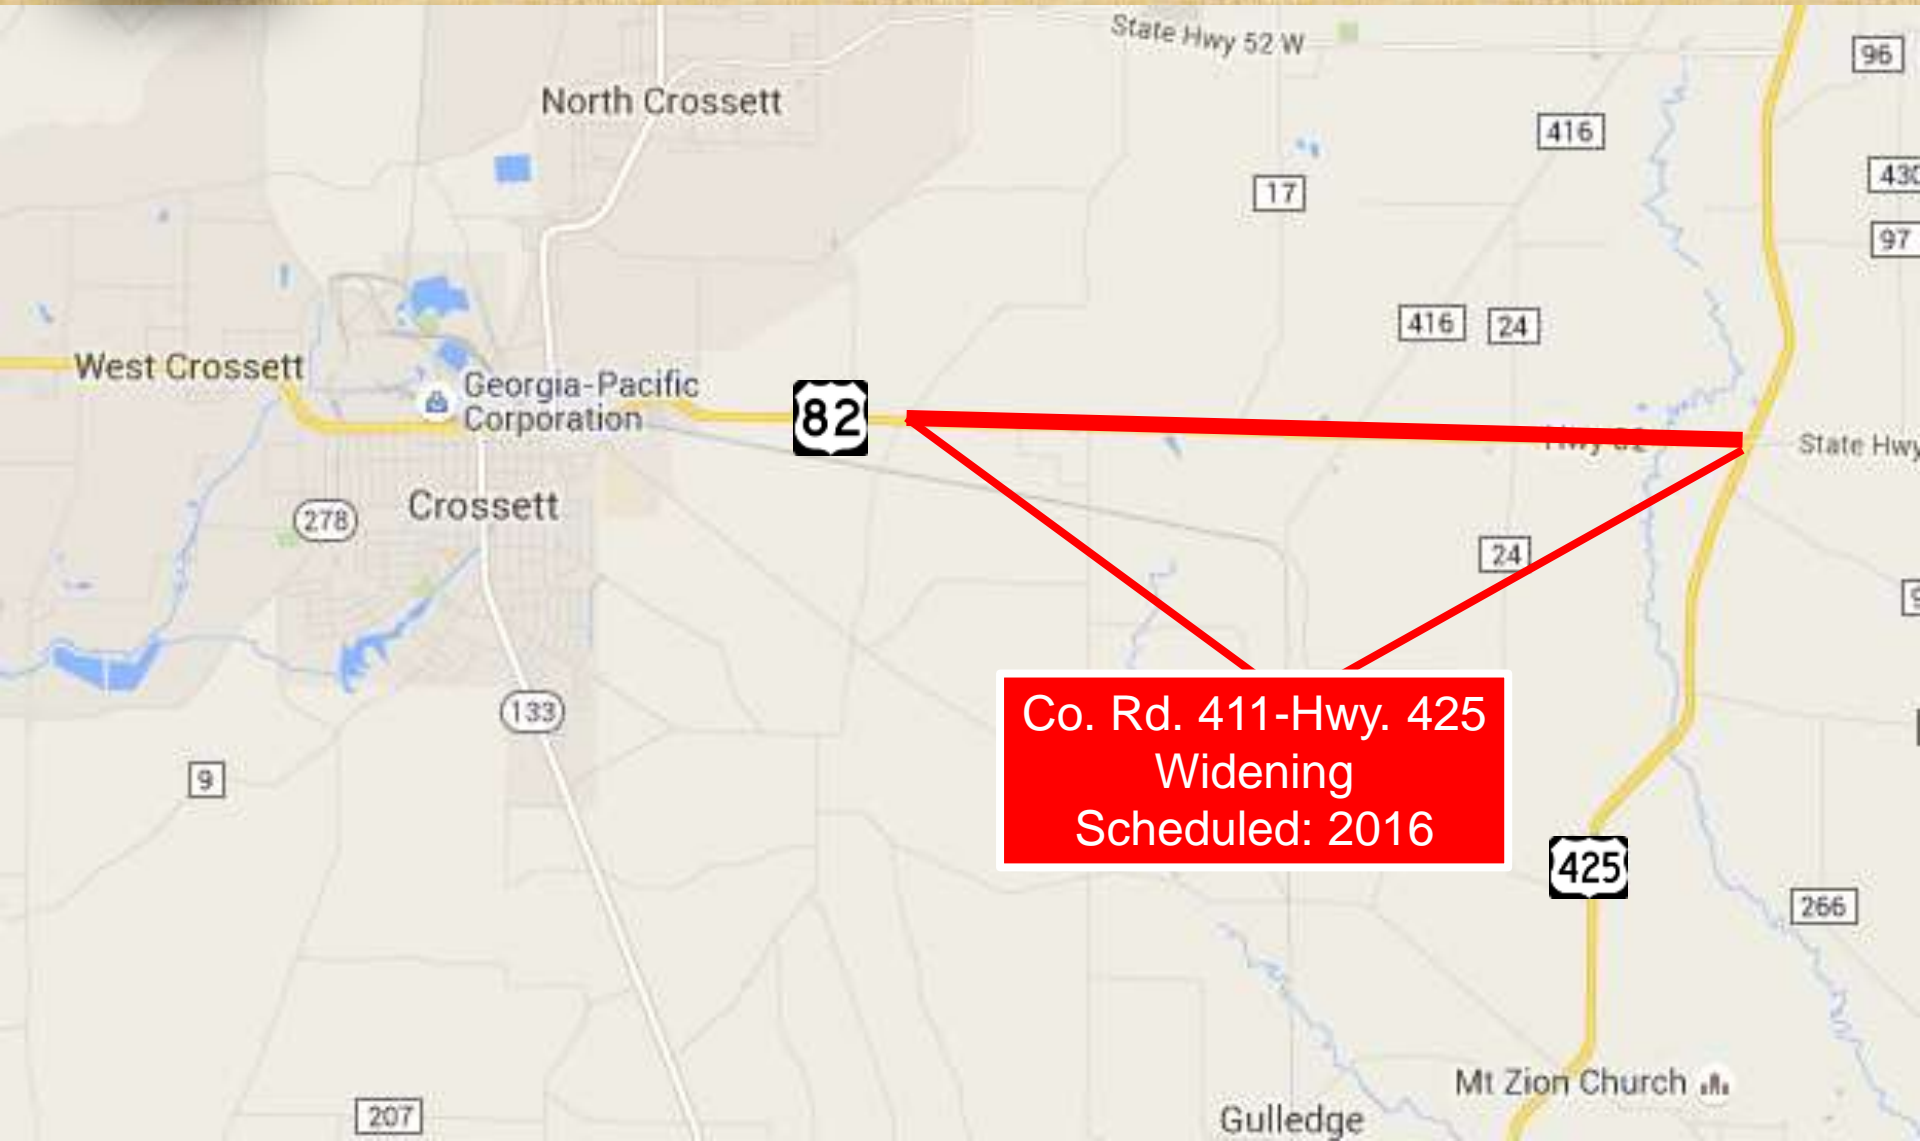 State Hwy 52 W
96
North Crossett
416
430
17
97
416
24
West Crossett
Georgia-Pacific
Corporation
82
State Hwy
278
Crossett
24
133
Co. Rd. 411-Hwy. 425
Widening
Scheduled: 2016
9
425
266
Mt Zion Church
207
Gulledge